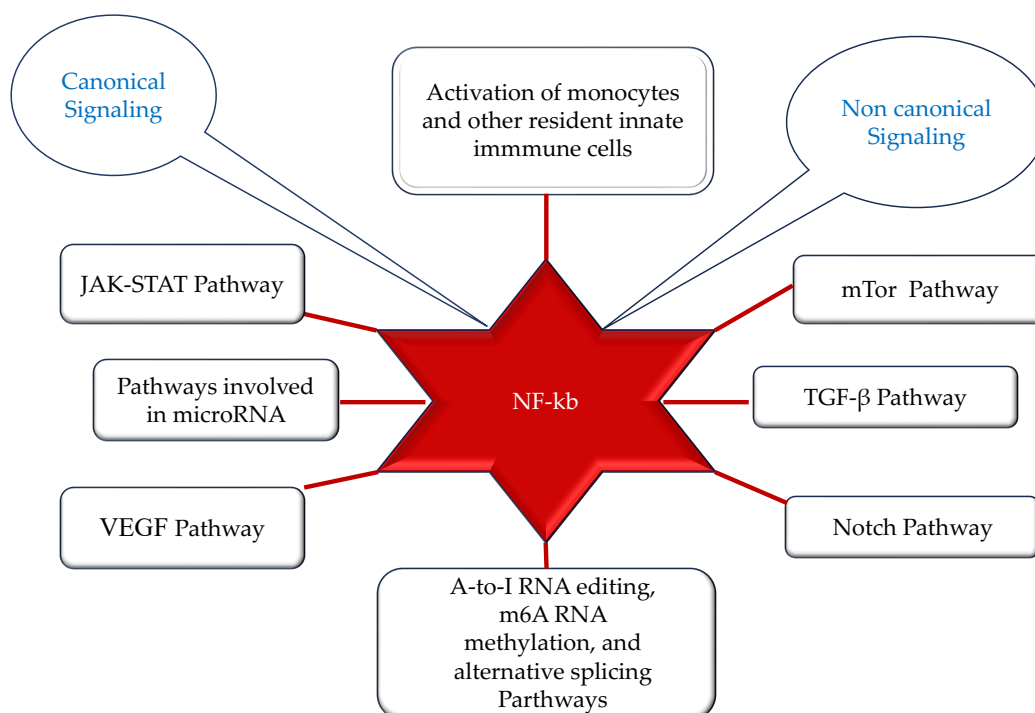 Canonical
Signaling
Activation of monocytes
and other resident innate
immmune cells
Non canonical
Signaling
JAK-STAT Pathway
mTor Pathway
Pathways involved
in microRNA
NF-kb
TGF-β Pathway
VEGF Pathway
Notch Pathway
A-to-I RNA editing,
m6A RNA
methylation, and
alternative splicing
Parthways